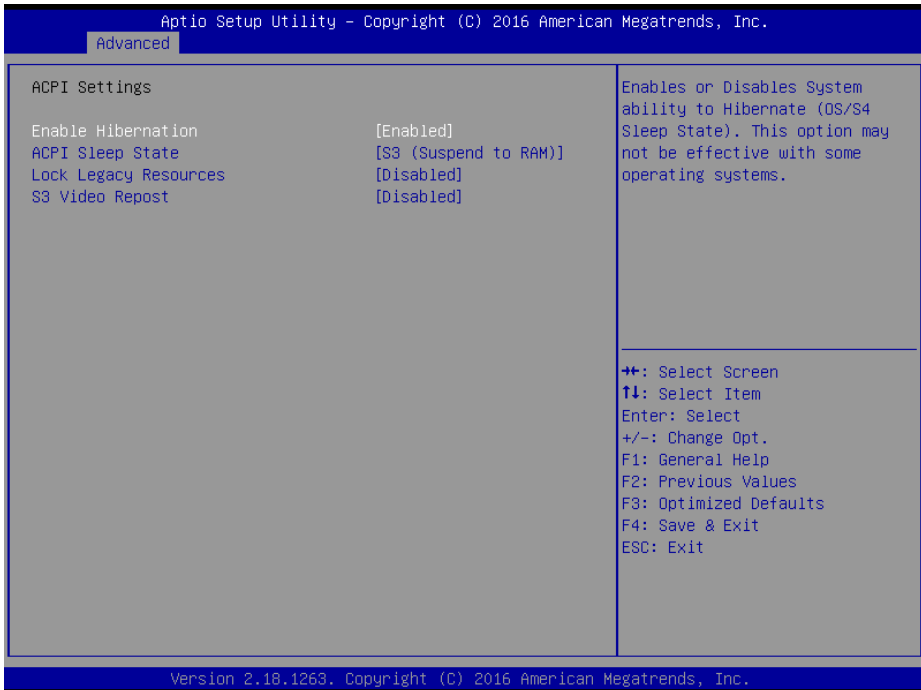 Aptio Setup Utility – Copyright (C) 2016 American Megatrends, Inc.
Advanced
ACPI Settings
Enable Hibernation [Enabled]
ACPI Sleep State [S3 (Suspend to RAM)]
Lock Legacy Resources [Disabled]
S3 Video Repost [Disabled]
Enables or Disables System
ability to Hibernate (OS/S4
Sleep State). This option may
not be effective with some
operating systems.
→←: Select Screen
↑↓: Select Item
Enter: Select
+/-: Change Opt.
F1: General Help
F2: Previous Values
F3: Optimized Defaults
F4: Save & Exit
ESC: Exit
Version 2.18.1263. Copyright (C) 2016 American Megatrends, Inc.